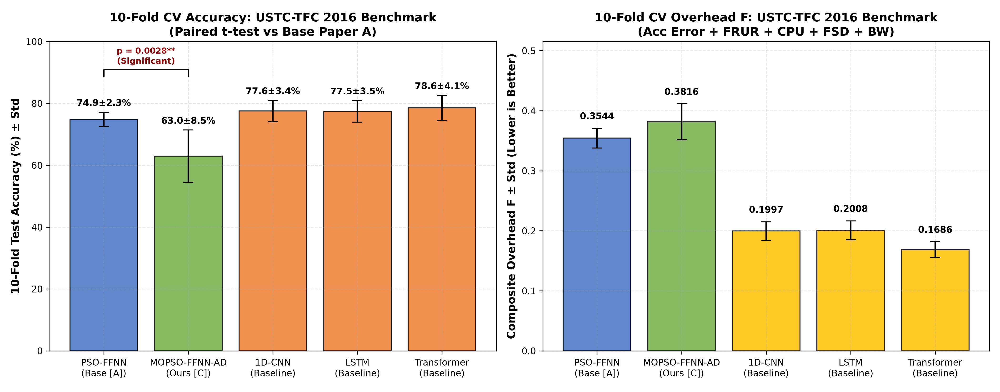 10-Fold CV Accuracy: USTC-TFC 2016 Benchmark
(Paired t-test vs Base Paper A)
10-Fold Test Accuracy (%) ± Std
100
80
60
40
20
0
p = 0.0028**
(Significant)
74.9±2.3%
63.0±8.5%
77.6±3.4%
77.5±3.5%
78.6±4.1%
PSO-FFNN
(Base [A])
MOPSO-FFNN-AD
(Ours [C])
1D-CNN
(Baseline)
LSTM
(Baseline)
Transformer
(Baseline)
10-Fold CV Overhead F: USTC-TFC 2016 Benchmark
(Acc Error + FRUR + CPU + FSD + BW)
Composite Overhead F ± Std (Lower is Better)
0.5
0.4
0.3
0.2
0.1
0.0
0.3544
0.3816
0.1997
0.2008
0.1686
PSO-FFNN
(Base [A])
MOPSO-FFNN-AD
(Ours [C])
1D-CNN
(Baseline)
LSTM
(Baseline)
Transformer
(Baseline)